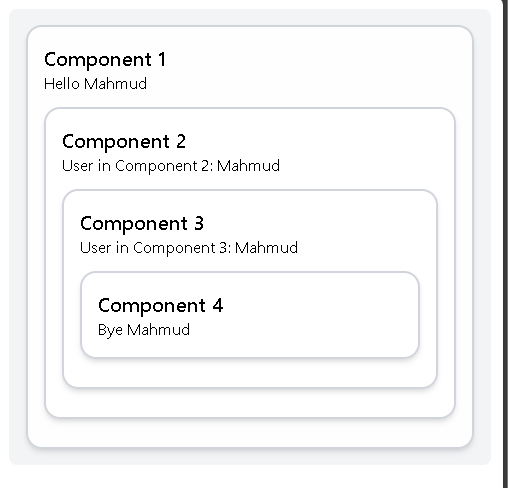 Component 1
Hello Mahmud
Component 2
User in Component 2: Mahmud
Component 3
User in Component 3: Mahmud
Component 4
Bye Mahmud